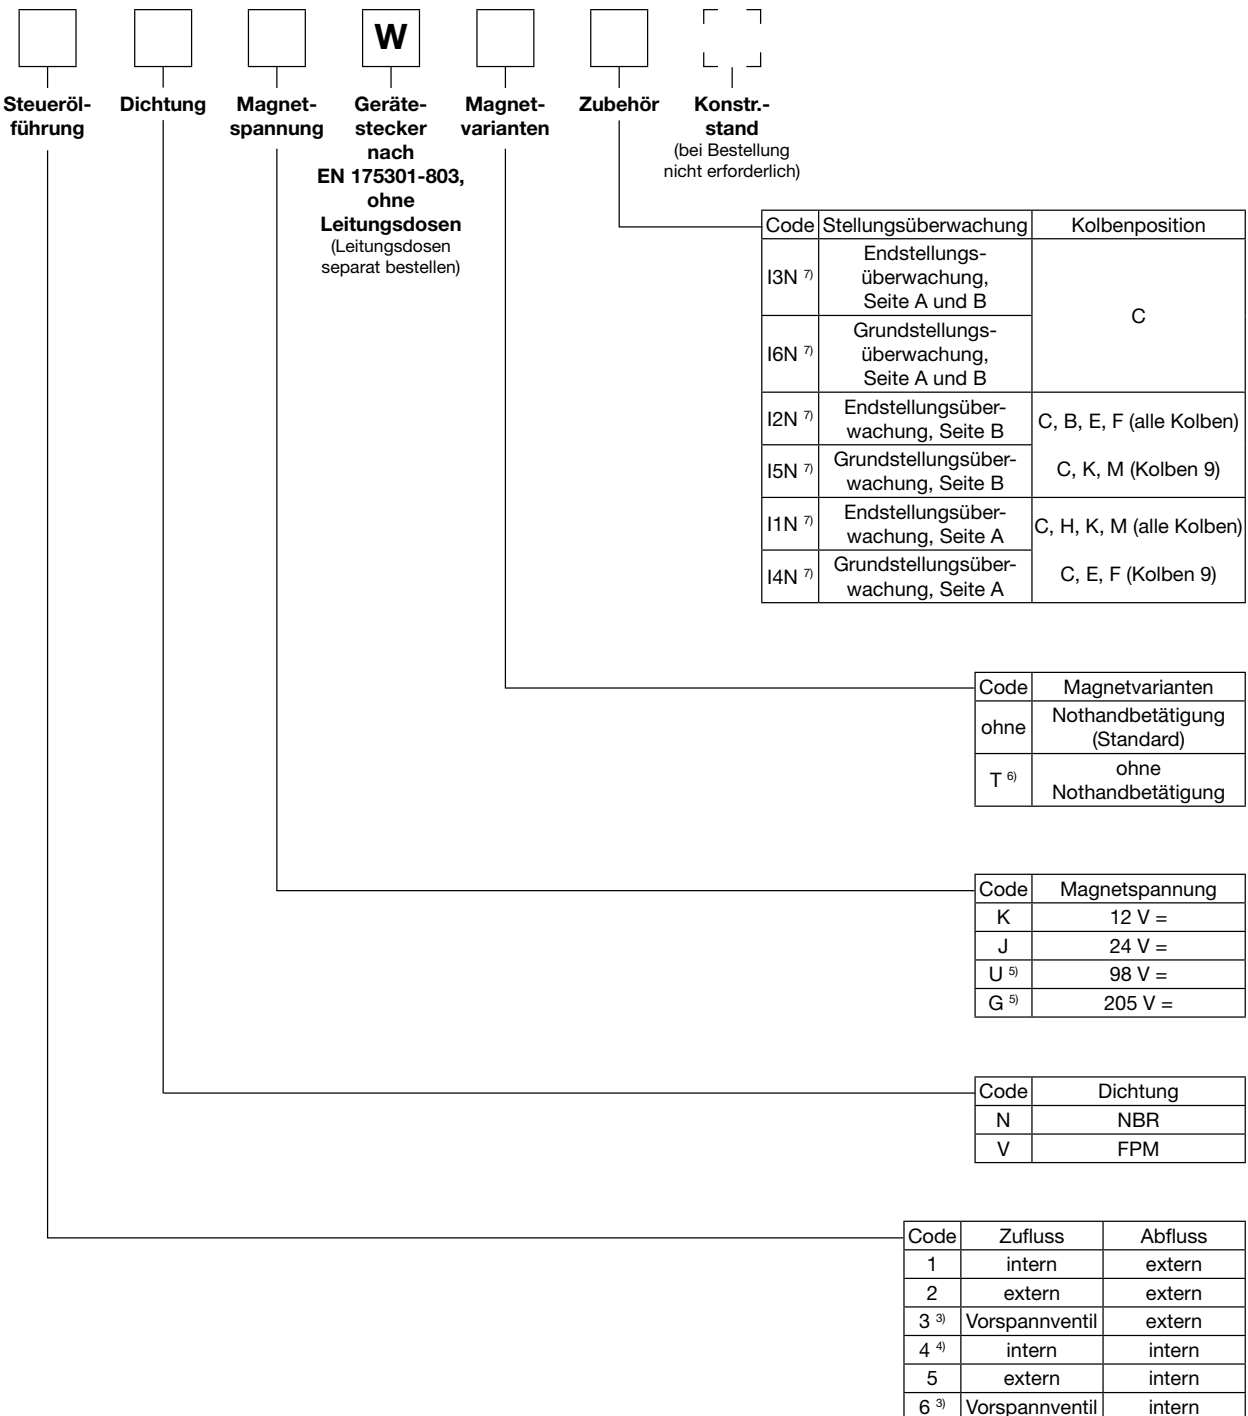 W
Steueröl-
führung
Dichtung
Magnet-
spannung
Geräte-
stecker
nach
EN 175301-803,
ohne
Leitungsdosen
(Leitungsdosen
separat bestellen)
Magnet-
varianten
Zubehör
Konstr.-
stand
(bei Bestellung
nicht erforderlich)
Code Stellungsüberwachung Kolbenposition
I3N 7) Endstellungs-
überwachung,
Seite A und B
C
I6N 7) Grundstellungs-
überwachung,
Seite A und B
I2N 7) Endstellungsüber-
wachung, Seite B
C, B, E, F (alle Kolben)
I5N 7) Grundstellungsüber-
wachung, Seite B
C, K, M (Kolben 9)
I1N 7) Endstellungsüber-
wachung, Seite A
C, H, K, M (alle Kolben)
I4N 7) Grundstellungsüber-
wachung, Seite A
C, E, F (Kolben 9)
Code Magnetvarianten
ohne Nothandbetätigung
(Standard)
T 6) ohne
Nothandbetätigung
Code Magnetspannung
K 12 V =
J 24 V =
U 5) 98 V =
G 5) 205 V =
Code Dichtung
N NBR
V FPM
Code Zufluss Abfluss
1 intern extern
2 extern extern
3 3) Vorspannventil extern
4 4) intern intern
5 extern intern
6 3) Vorspannventil intern